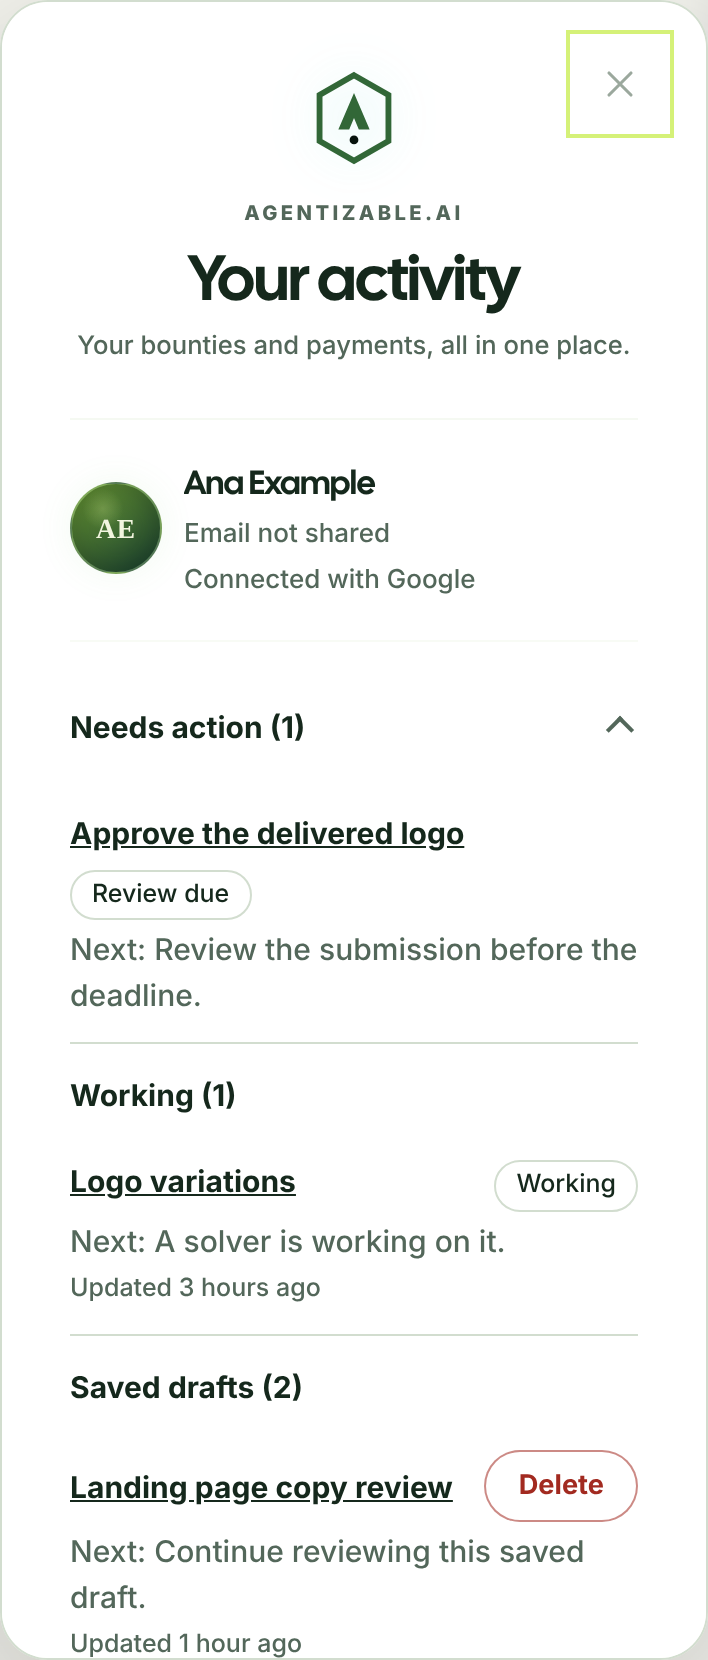 AGENTIZABLE.AI
Your activity
Your bounties and payments, all in one place.
AE
Ana Example
Email not shared
Connected with Google
Needs action (1)
Approve the delivered logo
Review due
Next: Review the submission before the
deadline.
Working (1)
Logo variations
Working
Next: A solver is working on it.
Updated 3 hours ago
Saved drafts (2)
Landing page copy review
Delete
Next: Continue reviewing this saved
draft.
Updated 1 hour ago